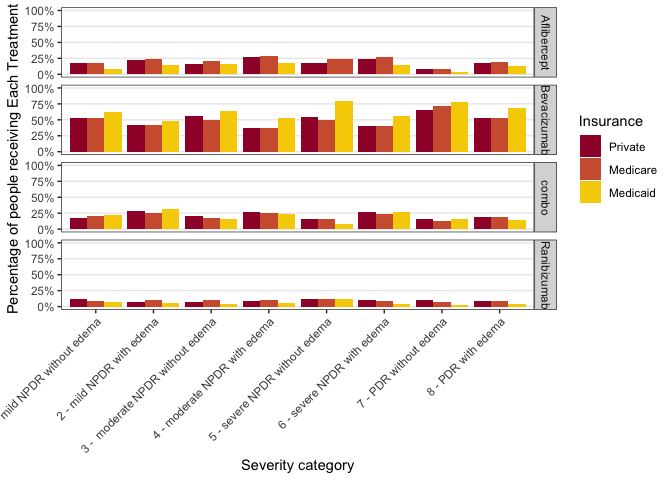 Percentage of people receiving Each Treatment
100%
75%
50%
25%
0%
Aflibercept
100%
75%
50%
25%
0%
Bevacizumab
100%
75%
50%
25%
0%
combo
100%
75%
50%
25%
0%
Ranibizumab
mild NPDR without edema
2 - mild NPDR with edema
3 - moderate NPDR without edema
4 - moderate NPDR with edema
5 - severe NPDR without edema
6 - severe NPDR with edema
7 - PDR without edema
8 - PDR with edema
Severity category
Insurance
Private
Medicare
Medicaid